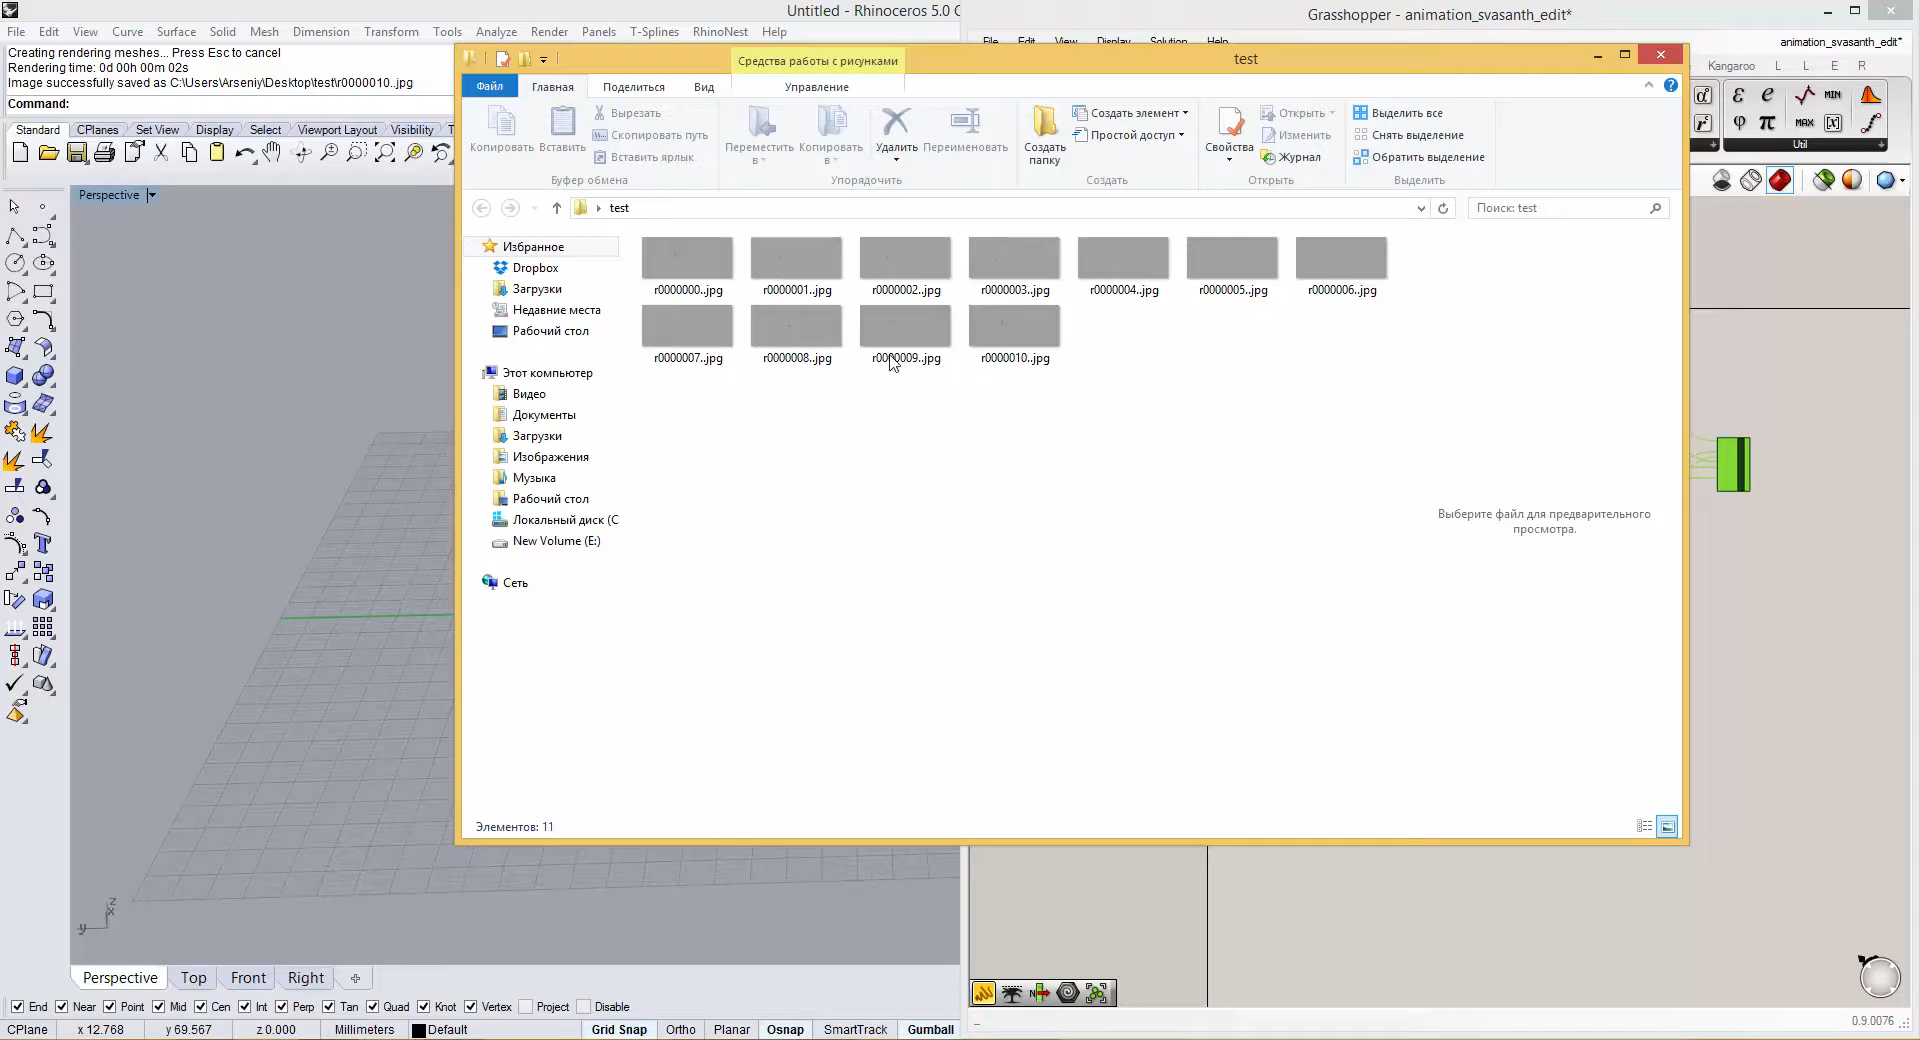 Untitled - Rhinoceros 5.0 C
File Edit View Curve Surface Solid Mesh Dimension Transform Tools Analyze Render Panels T-Splines RhinoNest Help
Creating rendering meshes... Press Esc to cancel
Rendering time: 0d 00h 00m 02s
Image successfully saved as C:\Users\Arseniy\Desktop\test\r0000010..jpg
Command:
Standard CPlanes Set View Display Select Viewport Layout Visibility
Perspective
Grasshopper - animation_svasanth_edit*
File Edit View Display Solution Help
animation_svasanth_edit*
Kangaroo L L E R
MIN
MAX
Util
Средства работы с рисунками
test
Файл Главная Поделиться Вид Управление
Копировать Вставить
Вырезать
Скопировать путь
Вставить ярлык
Буфер обмена
Переместить в
Копировать в
Удалить
Переименовать
Упорядочить
Создать папку
Создать элемент
Простой доступ
Создать
Свойства
Открыть
Изменить
Журнал
Открыть
Выделить все
Снять выделение
Обратить выделение
Выделить
test
Поиск: test
Избранное
Dropbox
Загрузки
Недавние места
Рабочий стол
Этот компьютер
Видео
Документы
Загрузки
Изображения
Музыка
Рабочий стол
Локальный диск (C
New Volume (E:)
Сеть
r0000000..jpg r0000001..jpg r0000002..jpg r0000003..jpg r0000004..jpg r0000005..jpg r0000006..jpg
r0000007..jpg r0000008..jpg r0000009..jpg r0000010..jpg
Выберите файл для предварительного
просмотра.
Элементов: 11
z
x
y
Perspective Top Front Right
End Near Point Mid Cen Int Perp Tan Quad Knot Vertex Project Disable
CPlane x 12.768 y 69.567 z 0.000 Millimeters Default Grid Snap Ortho Planar Osnap SmartTrack Gumball
0.9.0076